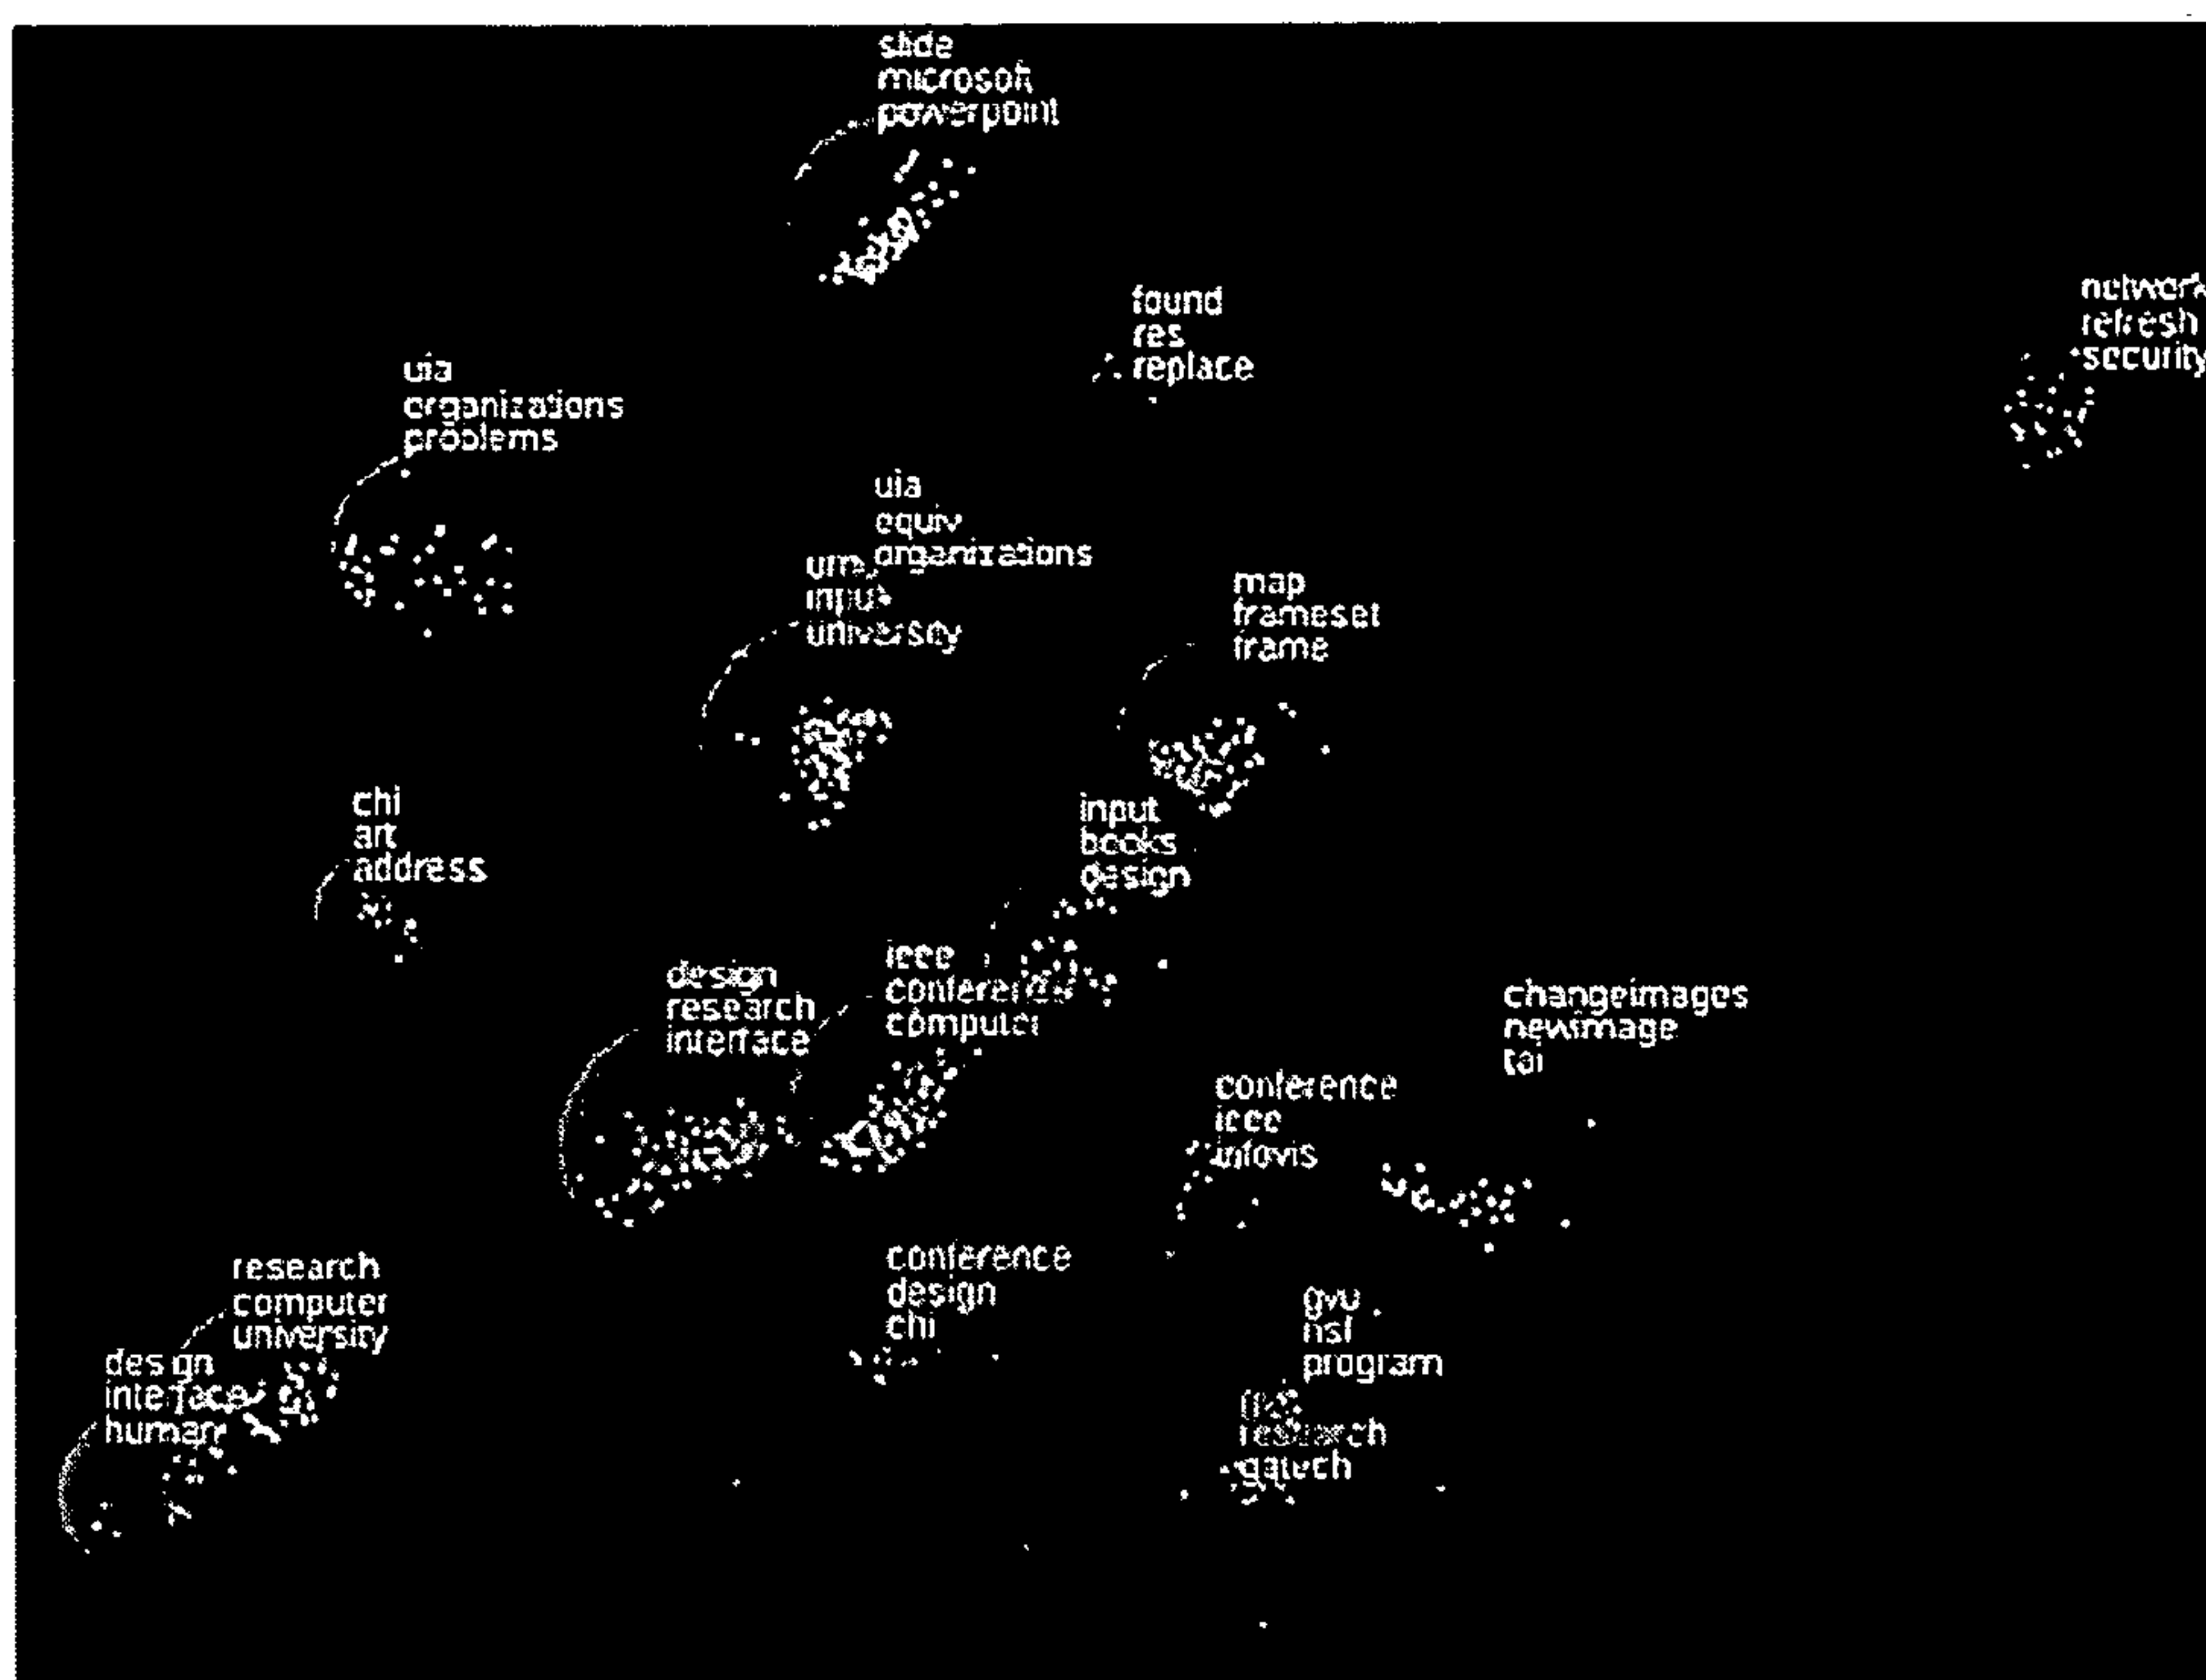 slide
microsoft
powerpoint
found
res
replace
network
refresh
security
uia
organizations
problems
uia
equiv
organizations
input
university
map
frameset
frame
chi
art
address
input
books
design
ieee
conference
computer
design
research
interface
changeimages
newimage
conference
ieee
infovis
research
computer
university
conference
design
chi
gvu
nsf
program
design
interface
human
research
gatech